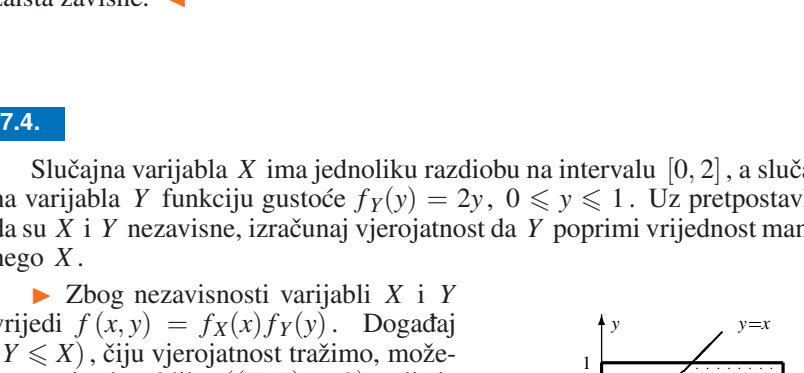 zaista zavisne. ◄
7.4.
Slučajna varijabla X ima jednoliku razdiobu na intervalu [0, 2], a sluča
na varijabla Y funkciju gustoće f_Y(y) = 2y, 0 ⩽ y ⩽ 1. Uz pretpostavk
da su X i Y nezavisne, izračunaj vjerojatnost da Y poprimi vrijednost man
nego X.
► Zbog nezavisnosti varijabli X i Y
vrijedi f(x, y) = f_X(x) f_Y(y). Događaj
Y ⩽ X), čiju vjerojatnost tražimo, može-
y
y=x
1